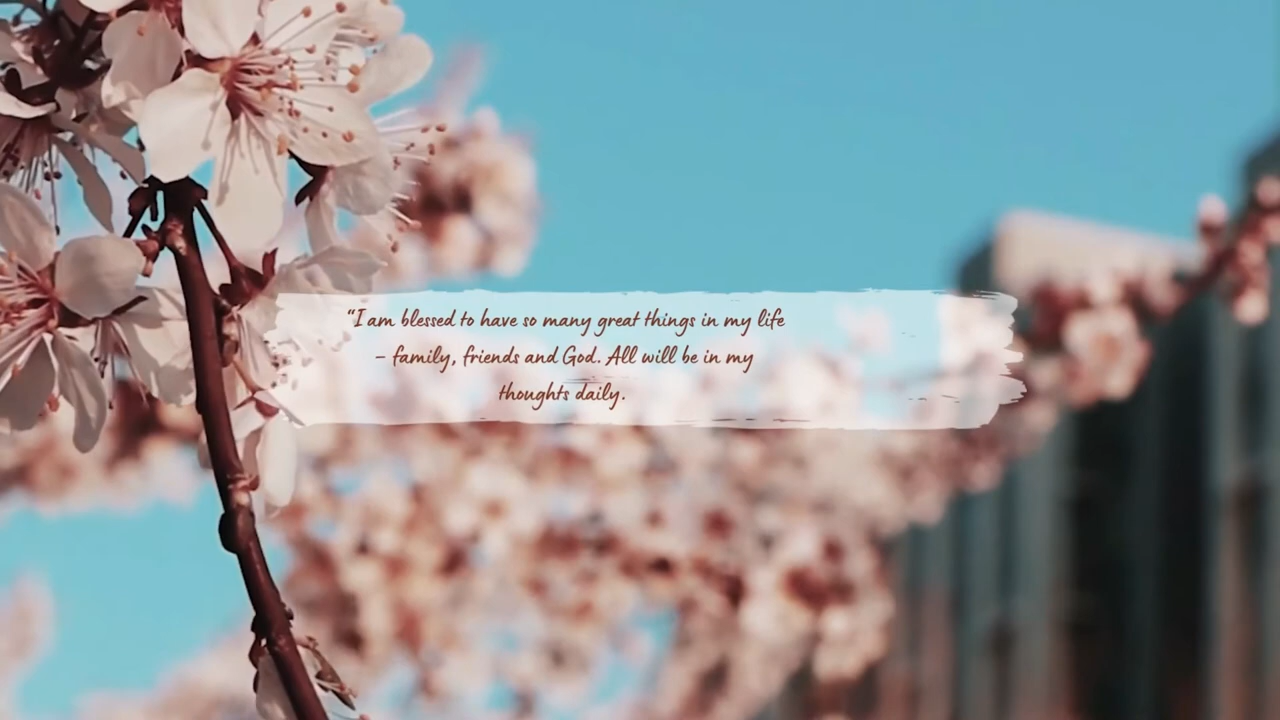 “I am blessed to have so many great things in my life
– family, friends and God. All will be in my
thoughts daily.